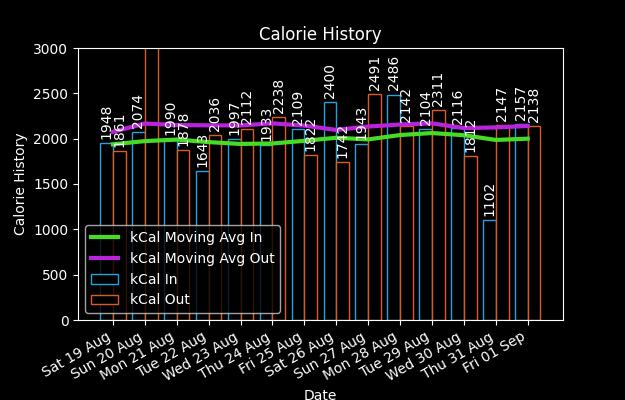 Calorie History
3000
2500
2000
1500
1000
500
0
Calorie History
1948
1861
2074
1990
1878
1643
2036
1997
2112
1933
2238
2109
1822
2400
1742
1943
2491
2486
2142
2104
2311
2116
1812
1102
2147
2157
2138
kCal Moving Avg In
kCal Moving Avg Out
kCal In
kCal Out
Sat 19 Aug
Sun 20 Aug
Mon 21 Aug
Tue 22 Aug
Wed 23 Aug
Thu 24 Aug
Fri 25 Aug
Sat 26 Aug
Sun 27 Aug
Mon 28 Aug
Tue 29 Aug
Wed 30 Aug
Thu 31 Aug
Fri 01 Sep
Date